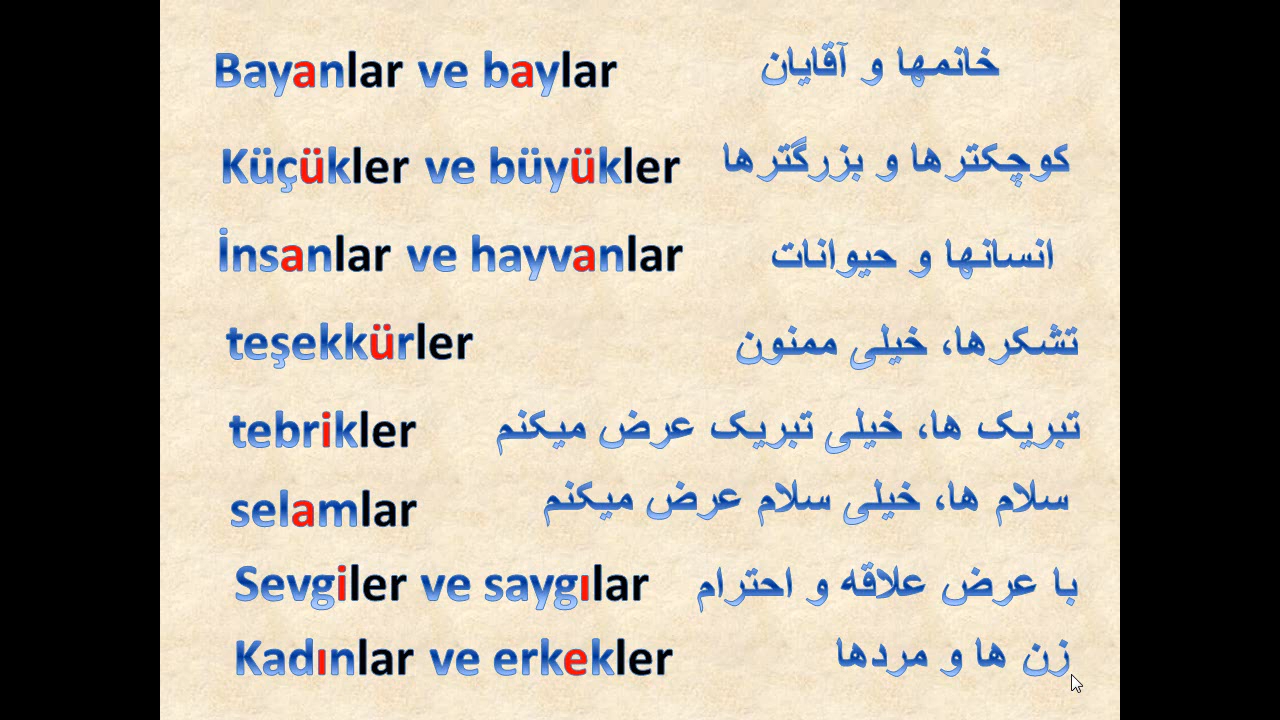 Bayanlar ve baylar خانمها و آقایان
Küçükler ve büyükler کوچکترها و بزرگترها
İnsanlar ve hayvanlar انسانها و حیوانات
teşekkürler تشکرها، خیلی ممنون
tebrikler تبریک ها، خیلی تبریک عرض میکنم
selamlar سلام ها، خیلی سلام عرض میکنم
Sevgiler ve saygılar با عرض علاقه و احترام
Kadınlar ve erkekler زن ها و مردها